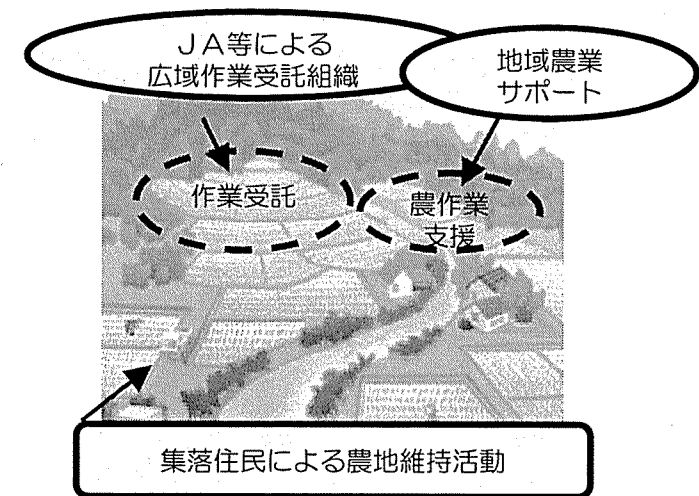 ＪＡ等による
広域作業受託組織
地域農業
サポート
作業受託
農作業
支援
集落住民による農地維持活動